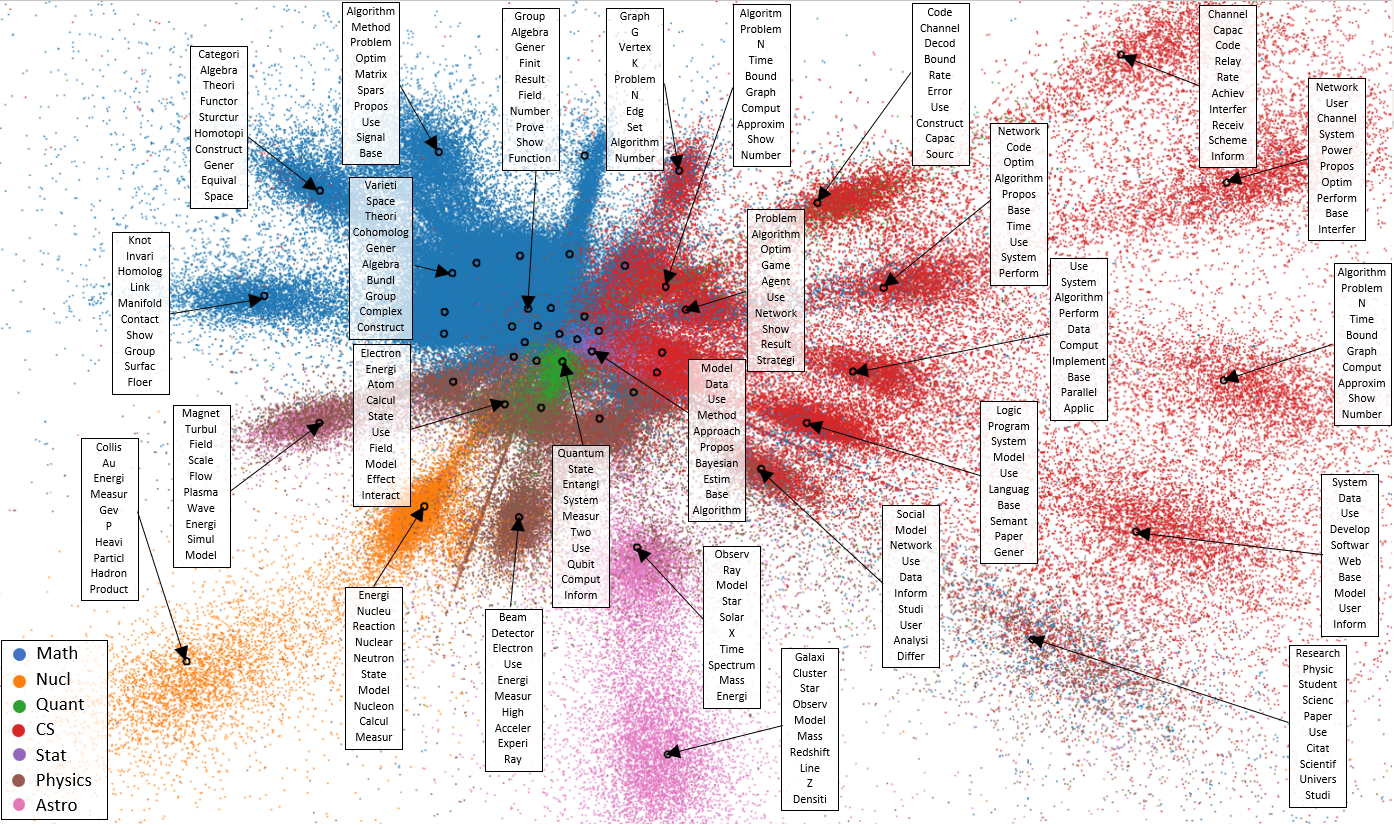 Categori
Algebra
Theori
Functor
Sturctur
Homotopi
Construct
Gener
Equival
Space
Algorithm
Method
Problem
Optim
Matrix
Spars
Propos
Use
Signal
Base
Group
Algebra
Gener
Finit
Result
Field
Number
Prove
Show
Function
Graph
G
Vertex
K
Problem
N
Edg
Set
Algorithm
Number
Algoritm
Problem
N
Time
Bound
Graph
Comput
Approxim
Show
Number
Code
Channel
Decod
Bound
Rate
Error
Use
Construct
Capac
Sourc
Channel
Capac
Code
Relay
Rate
Achiev
Interfer
Receiv
Scheme
Inform
Network
User
Channel
System
Power
Propos
Optim
Perform
Base
Interfer
Network
Code
Optim
Algorithm
Propos
Base
Time
Use
System
Perform
Varieti
Space
Theori
Cohomolog
Gener
Algebra
Bundl
Group
Complex
Construct
Knot
Invari
Homolog
Link
Manifold
Contact
Show
Group
Surfac
Floer
Problem
Algorithm
Optim
Game
Agent
Use
Network
Show
Result
Strategi
Use
System
Algorithm
Perform
Data
Comput
Implement
Base
Parallel
Applic
Algorithm
Problem
N
Time
Bound
Graph
Comput
Approxim
Show
Number
Electron
Energi
Atom
Calcul
State
Use
Field
Model
Effect
Interact
Model
Data
Use
Method
Approach
Propos
Bayesian
Estim
Base
Algorithm
Magnet
Turbul
Field
Scale
Flow
Plasma
Wave
Energi
Simul
Model
Logic
Program
System
Model
Use
Languag
Base
Semant
Paper
Gener
Collis
Au
Energi
Measur
Gev
P
Heavi
Particl
Hadron
Product
Quantum
State
Entangl
System
Measur
Two
Use
Qubit
Comput
Inform
System
Data
Use
Develop
Softwar
Web
Base
Model
User
Inform
Social
Model
Network
Use
Data
Inform
Studi
User
Analysi
Differ
Observ
Ray
Model
Star
Solar
X
Time
Spectrum
Mass
Energi
Energi
Nucleu
Reaction
Nuclear
Neutron
State
Model
Nucleon
Calcul
Measur
Beam
Detector
Electron
Use
Energi
Measur
High
Acceler
Experi
Ray
Galaxi
Cluster
Star
Observ
Model
Mass
Redshift
Line
Z
Densiti
Research
Physic
Student
Scienc
Paper
Use
Citat
Scientif
Univers
Studi
Math
Nucl
Quant
CS
Stat
Physics
Astro